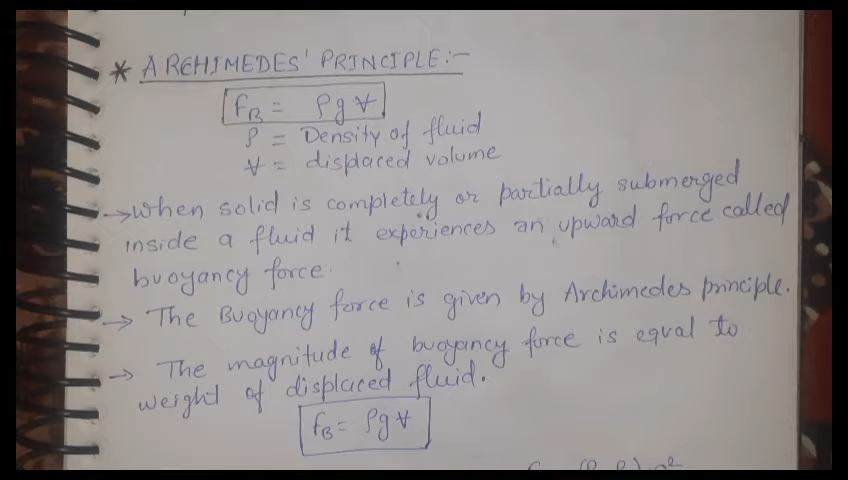 * ARCHIMEDES' PRINCIPLE:-
FB = ρg∀
ρ = Density of fluid
∀ = displaced volume
→ When solid is completely or partially submerged
inside a fluid it experiences an upward force called
buoyancy force.
→ The Buoyancy force is given by Archimedes principle.
→ The magnitude of buoyancy force is equal to
weight of displaced fluid.
fB = ρg∀